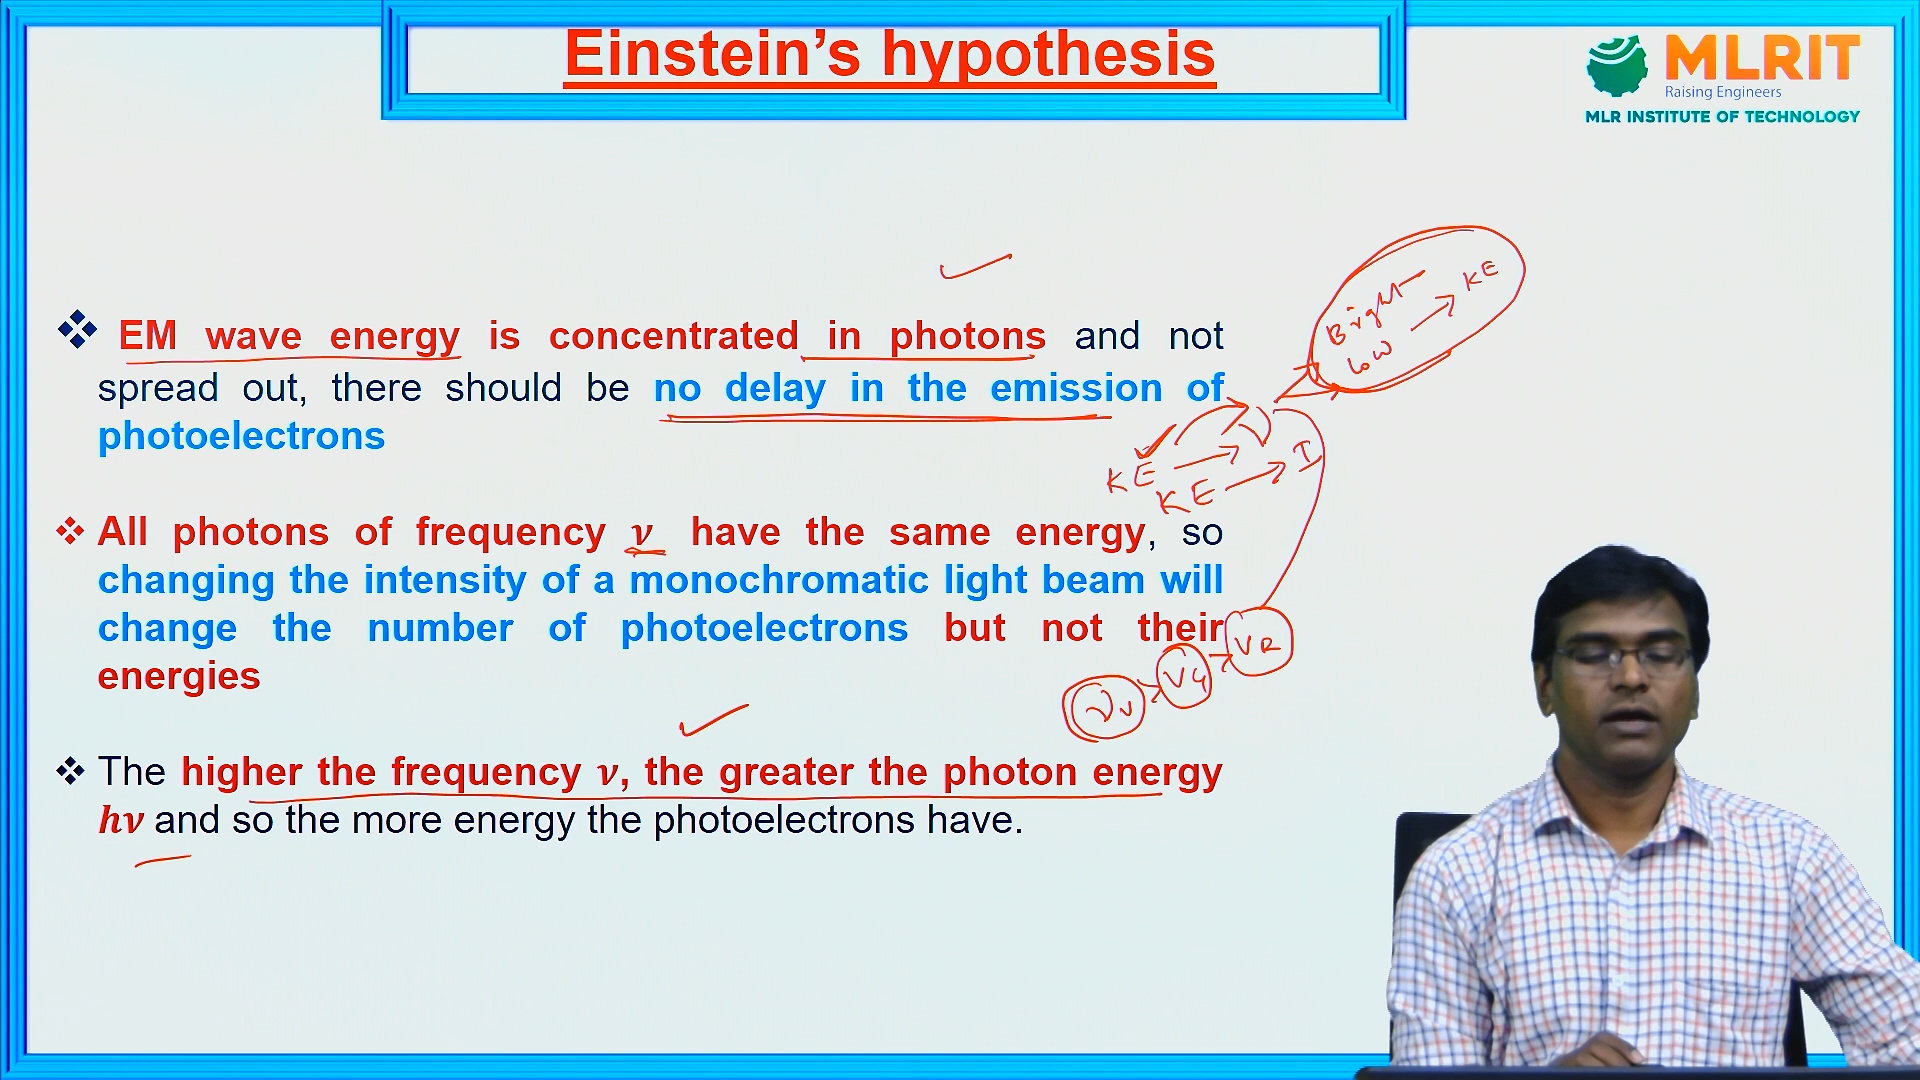 Einstein’s hypothesis
MLRIT
Raising Engineers
MLR INSTITUTE OF TECHNOLOGY
❖ EM wave energy is concentrated in photons and not
spread out, there should be no delay in the emission of
photoelectrons
Bright
low → KE
KE →
KE → I
❖ All photons of frequency ν have the same energy, so
changing the intensity of a monochromatic light beam will
change the number of photoelectrons but not their
energies
νv → νG → νR
❖ The higher the frequency ν, the greater the photon energy
hν and so the more energy the photoelectrons have.